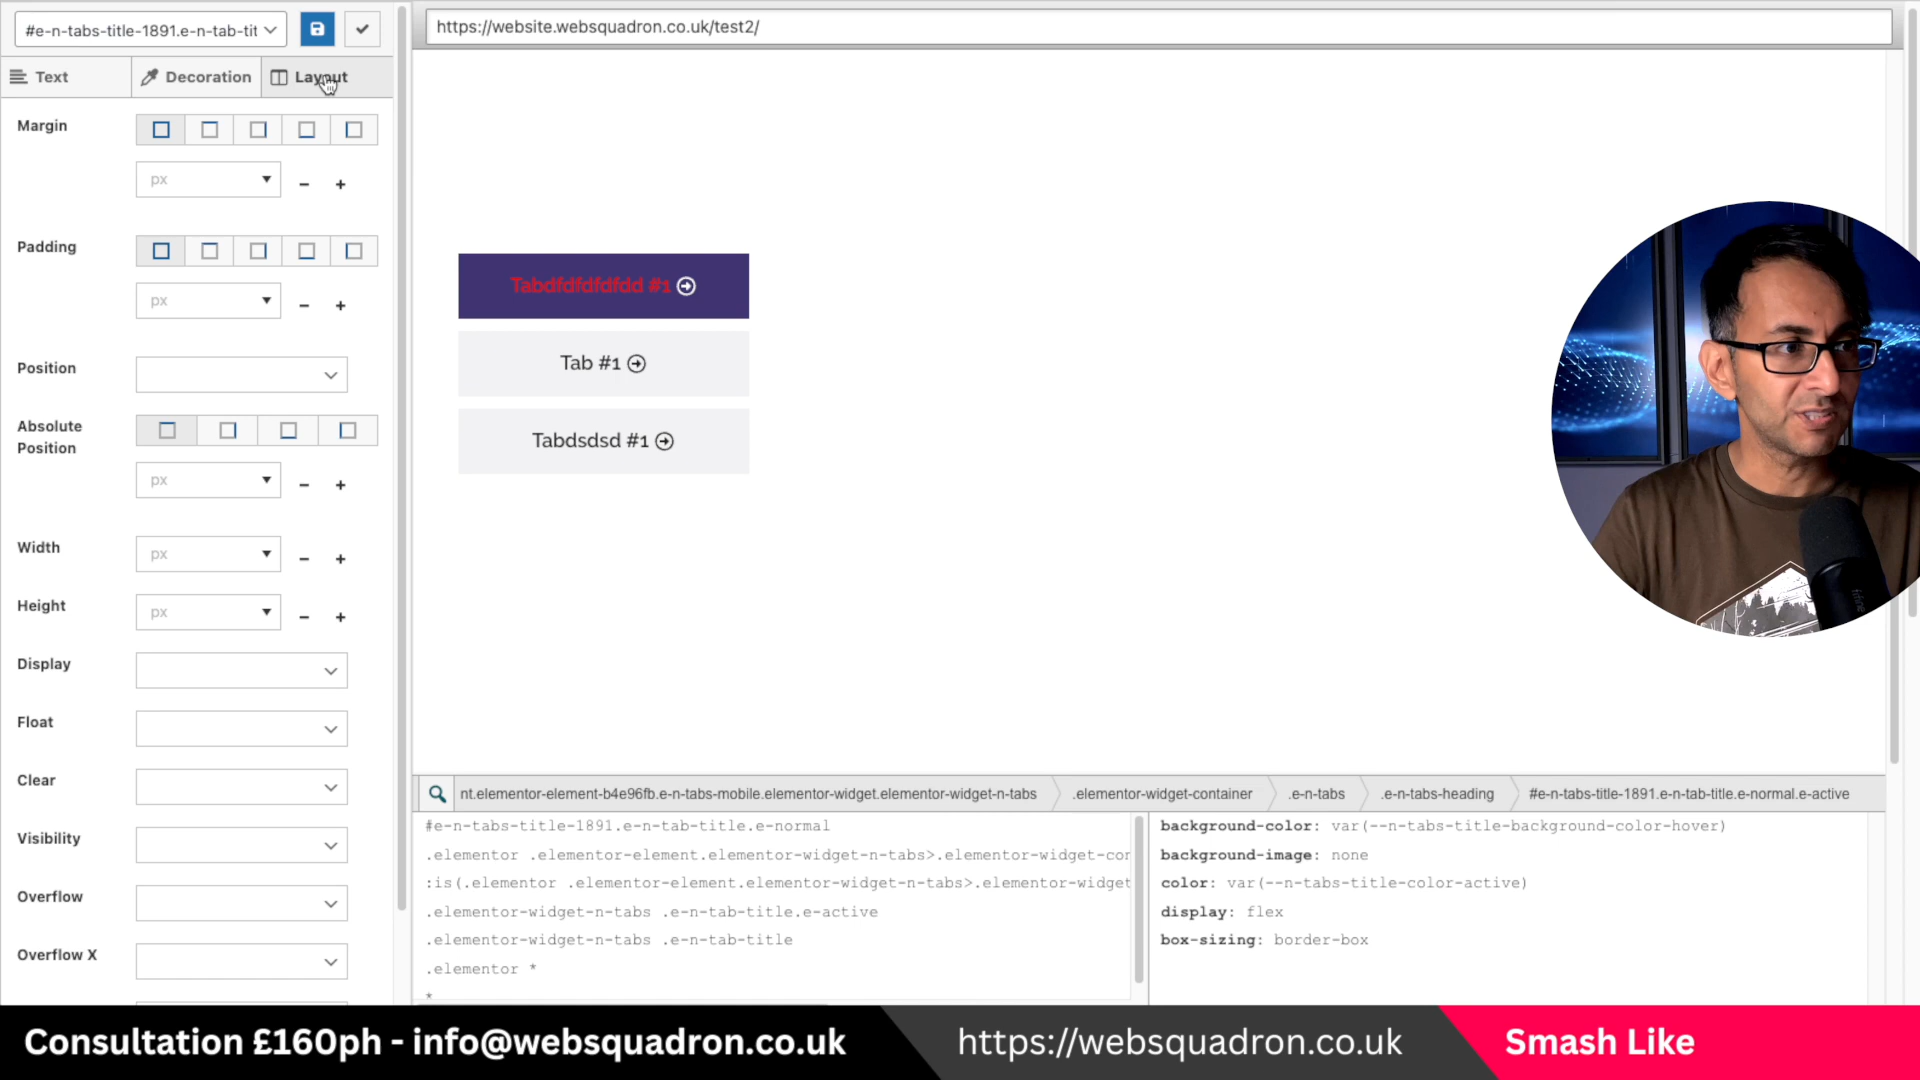 #e-n-tabs-title-1891.e-n-tab-tit
https://website.websquadron.co.uk/test2/
Text
Decoration
Layout
Margin
px
Padding
px
Position
Absolute
Position
px
Width
px
Height
px
Display
Float
Clear
Visibility
Overflow
Overflow X
Tabdfdfdfdfdd #1
Tab #1
Tabdsdsd #1
nt.elementor-element-b4e96fb.e-n-tabs-mobile.elementor-widget.elementor-widget-n-tabs
.elementor-widget-container
.e-n-tabs
.e-n-tabs-heading
#e-n-tabs-title-1891.e-n-tab-title.e-normal.e-active
#e-n-tabs-title-1891.e-n-tab-title.e-normal
.elementor .elementor-element.elementor-widget-n-tabs>.elementor-widget-con
:is(.elementor .elementor-element.elementor-widget-n-tabs>.elementor-widget
.elementor-widget-n-tabs .e-n-tab-title.e-active
.elementor-widget-n-tabs .e-n-tab-title
.elementor *
*
background-color: var(--n-tabs-title-background-color-hover)
background-image: none
color: var(--n-tabs-title-color-active)
display: flex
box-sizing: border-box
Consultation £160ph - info@websquadron.co.uk
https://websquadron.co.uk
Smash Like